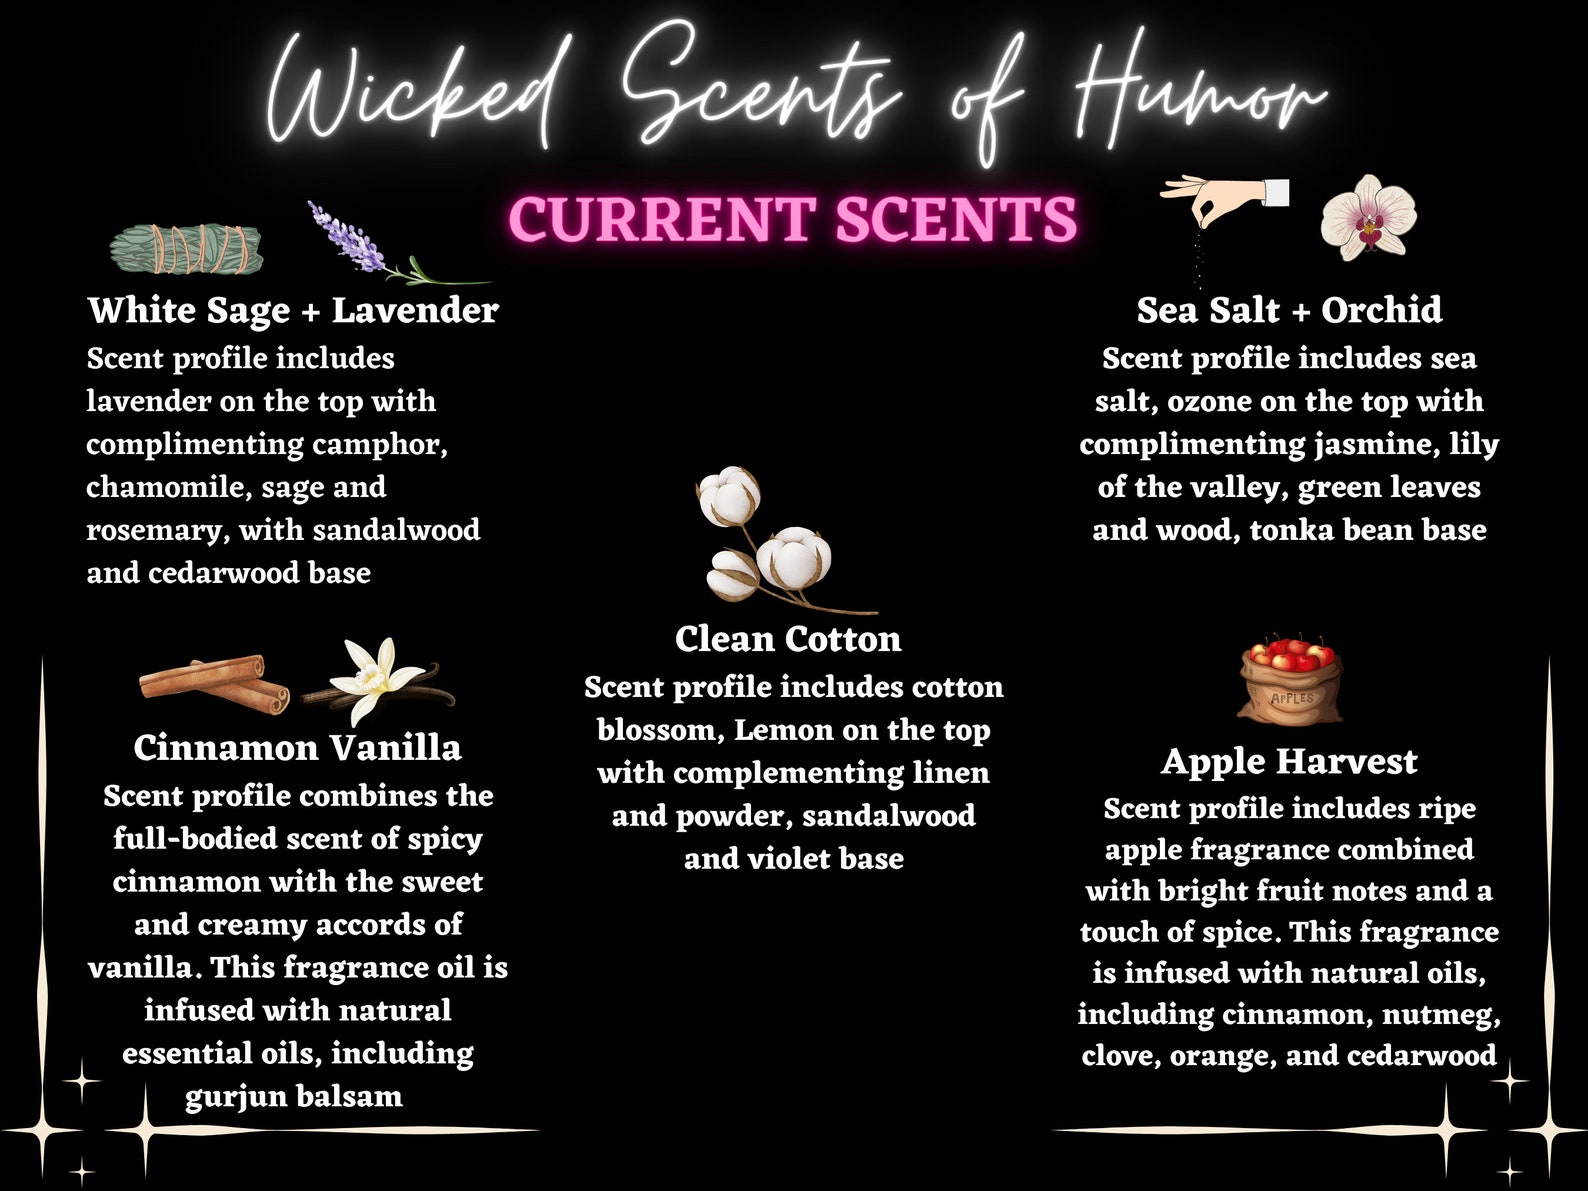 Wicked Scents of Humor
CURRENT SCENTS
White Sage + Lavender
Scent profile includes
lavender on the top with
complimenting camphor,
chamomile, sage and
rosemary, with sandalwood
and cedarwood base
Sea Salt + Orchid
Scent profile includes sea
salt, ozone on the top with
complimenting jasmine, lily
of the valley, green leaves
and wood, tonka bean base
Clean Cotton
Scent profile includes cotton
blossom, Lemon on the top
with complementing linen
and powder, sandalwood
and violet base
Cinnamon Vanilla
Scent profile combines the
full-bodied scent of spicy
cinnamon with the sweet
and creamy accords of
vanilla. This fragrance oil is
infused with natural
essential oils, including
gurjun balsam
APPLES
Apple Harvest
Scent profile includes ripe
apple fragrance combined
with bright fruit notes and a
touch of spice. This fragrance
is infused with natural oils,
including cinnamon, nutmeg,
clove, orange, and cedarwood